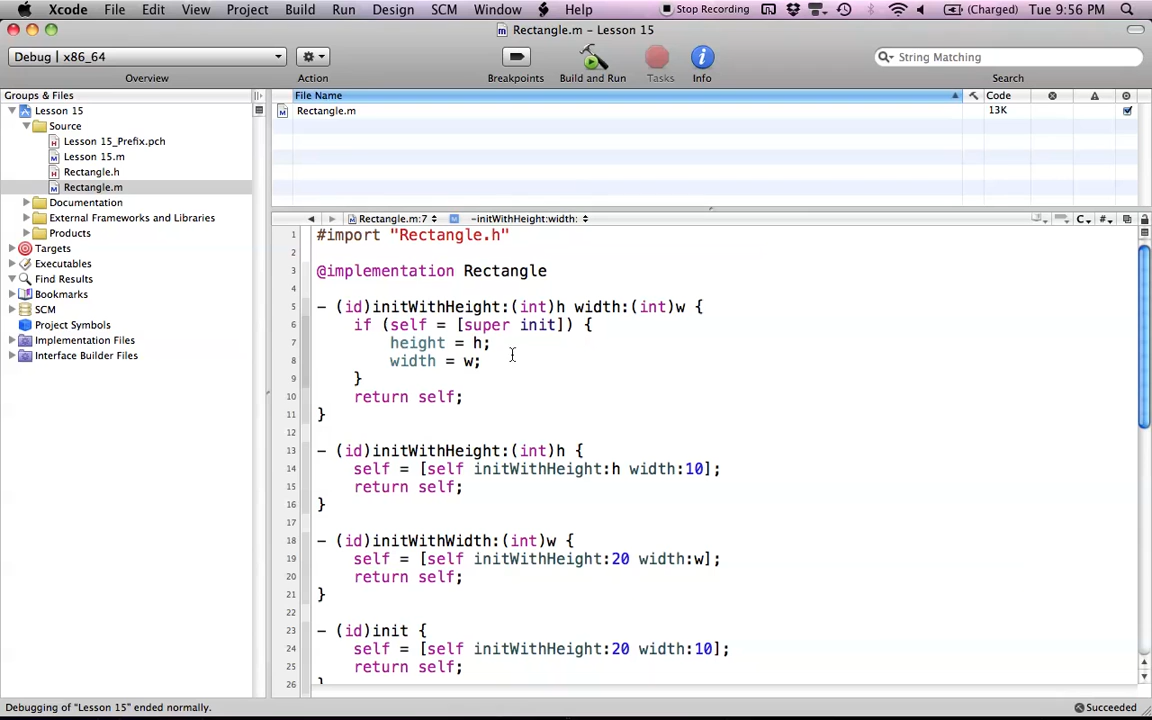 Xcode File Edit View Project Build Run Design SCM Window Help Stop Recording (Charged) Tue 9:56 PM
Rectangle.m – Lesson 15
Debug | x86_64
String Matching
Overview Action Breakpoints Build and Run Tasks Info Search
Groups & Files
File Name Code
Lesson 15
Rectangle.m 13K
Source
Lesson 15_Prefix.pch
Lesson 15.m
Rectangle.h
Rectangle.m
Documentation
External Frameworks and Libraries
Products
Targets
Executables
Find Results
Bookmarks
SCM
Project Symbols
Implementation Files
Interface Builder Files
Rectangle.m:7 -initWithHeight:width: C, #,
1 #import "Rectangle.h"
2
3 @implementation Rectangle
4
5 - (id)initWithHeight:(int)h width:(int)w {
6 if (self = [super init]) {
7 height = h;
8 width = w;
9 }
10 return self;
11 }
12
13 - (id)initWithHeight:(int)h {
14 self = [self initWithHeight:h width:10];
15 return self;
16 }
17
18 - (id)initWithWidth:(int)w {
19 self = [self initWithHeight:20 width:w];
20 return self;
21 }
22
23 - (id)init {
24 self = [self initWithHeight:20 width:10];
25 return self;
26 }
Debugging of "Lesson 15" ended normally. Succeeded